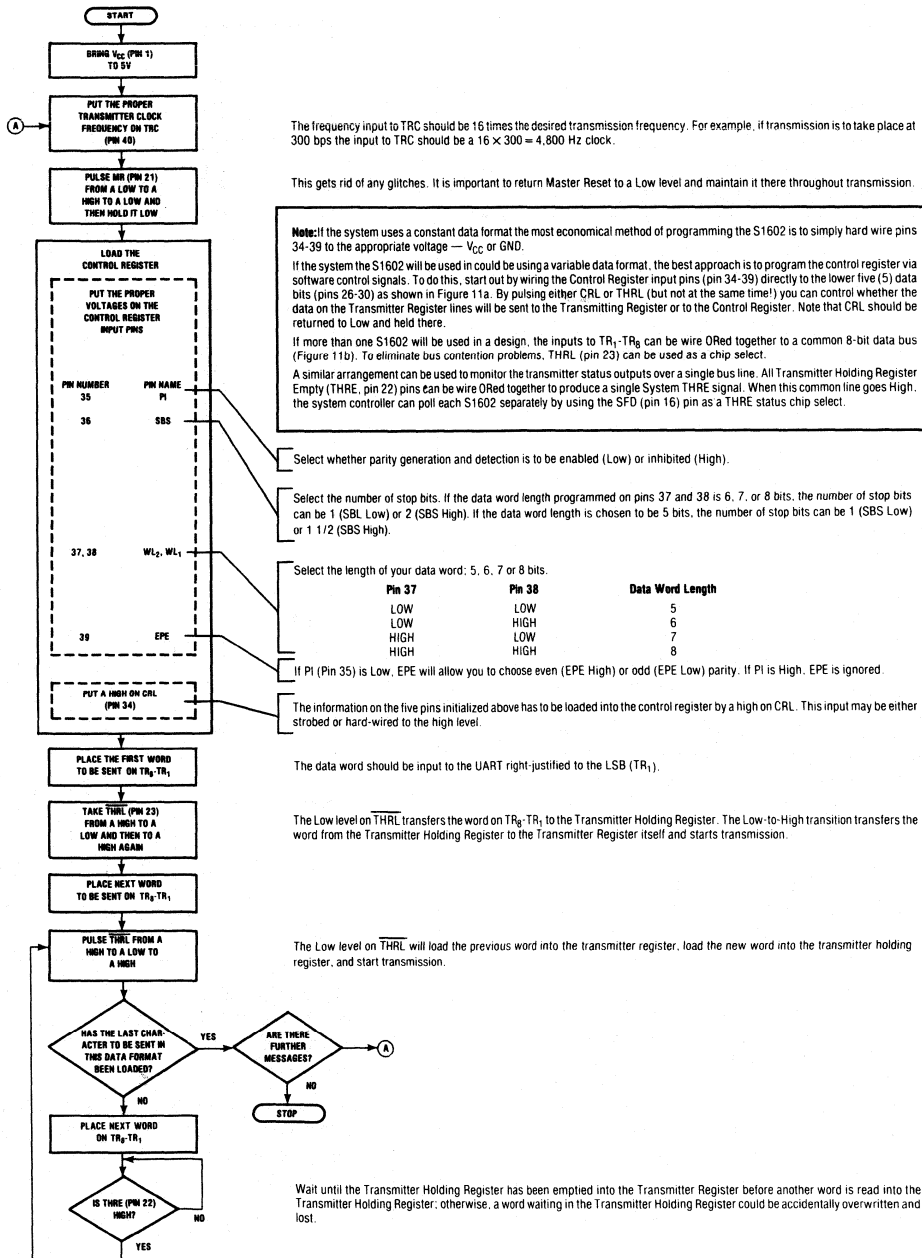 START
BRING VCC (PIN 1)
TO 5V
A
PUT THE PROPER
TRANSMITTER CLOCK
FREQUENCY ON TRC
(PIN 40)
The frequency input to TRC should be 16 times the desired transmission frequency. For example, if transmission is to take place at
300 bps the input to TRC should be a 16 × 300 = 4,800 Hz clock.
PULSE MR (PIN 21)
FROM A LOW TO A
HIGH TO A LOW AND
THEN HOLD IT LOW
This gets rid of any glitches. It is important to return Master Reset to a Low level and maintain it there throughout transmission.
Note: If the system uses a constant data format the most economical method of programming the S1602 is to simply hard wire pins
34-39 to the appropriate voltage — VCC or GND.
If the system the S1602 will be used in could be using a variable data format, the best approach is to program the control register via
software control signals. To do this, start out by wiring the Control Register input pins (pin 34-39) directly to the lower five (5) data
bits (pins 26-30) as shown in Figure 11a. By pulsing either CRL or THRL (but not at the same time!) you can control whether the
data on the Transmitter Register lines will be sent to the Transmitting Register or to the Control Register. Note that CRL should be
returned to Low and held there.
If more than one S1602 will be used in a design, the inputs to TR1-TR8 can be wire ORed together to a common 8-bit data bus
(Figure 11b). To eliminate bus contention problems, THRL (pin 23) can be used as a chip select.
A similar arrangement can be used to monitor the transmitter status outputs over a single bus line. All Transmitter Holding Register
Empty (THRE, pin 22) pins can be wire ORed together to produce a single System THRE signal. When this common line goes High,
the system controller can poll each S1602 separately by using the SFD (pin 16) pin as a THRE status chip select.
LOAD THE
CONTROL REGISTER
PUT THE PROPER
VOLTAGES ON THE
CONTROL REGISTER
INPUT PINS
PIN NUMBER PIN NAME
35 PI
36 SBS
37, 38 WL2, WL1
39 EPE
PUT A HIGH ON CRL
(PIN 34)
Select whether parity generation and detection is to be enabled (Low) or inhibited (High).
Select the number of stop bits. If the data word length programmed on pins 37 and 38 is 6, 7, or 8 bits, the number of stop bits
can be 1 (SBL Low) or 2 (SBS High). If the data word length is chosen to be 5 bits, the number of stop bits can be 1 (SBS Low)
or 1 1/2 (SBS High).
Select the length of your data word; 5, 6, 7 or 8 bits.
Pin 37 Pin 38 Data Word Length
LOW LOW 5
LOW HIGH 6
HIGH LOW 7
HIGH HIGH 8
If PI (Pin 35) is Low, EPE will allow you to choose even (EPE High) or odd (EPE Low) parity. If PI is High, EPE is ignored.
The information on the five pins initialized above has to be loaded into the control register by a high on CRL. This input may be either
strobed or hard-wired to the high level.
PLACE THE FIRST WORD
TO BE SENT ON TR8-TR1
The data word should be input to the UART right-justified to the LSB (TR1).
TAKE THRL (PIN 23)
FROM A HIGH TO A
LOW AND THEN TO A
HIGH AGAIN
The Low level on THRL transfers the word on TR8-TR1 to the Transmitter Holding Register. The Low-to-High transition transfers the
word from the Transmitter Holding Register to the Transmitter Register itself and starts transmission.
PLACE NEXT WORD
TO BE SENT ON TR8-TR1
PULSE THRL FROM A
HIGH TO A LOW TO
A HIGH
The Low level on THRL will load the previous word into the transmitter register, load the new word into the transmitter holding
register, and start transmission.
HAS THE LAST CHAR-
ACTER TO BE SENT IN
THIS DATA FORMAT
BEEN LOADED?
YES
ARE THERE
FURTHER
MESSAGES?
A
NO
STOP
NO
PLACE NEXT WORD
ON TR8-TR1
IS THRE (PIN 22)
HIGH?
NO
YES
Wait until the Transmitter Holding Register has been emptied into the Transmitter Register before another word is read into the
Transmitter Holding Register; otherwise, a word waiting in the Transmitter Holding Register could be accidentally overwritten and
lost.